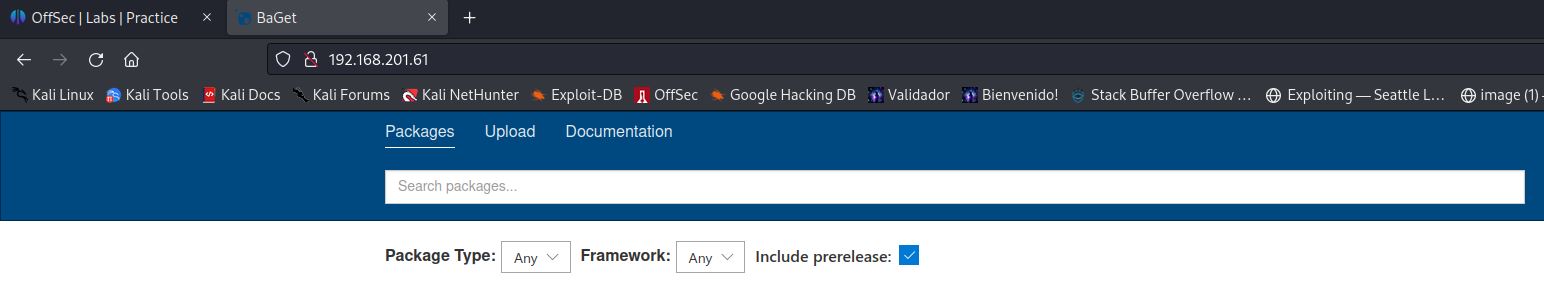 OffSec | Labs | Practice BaGet
192.168.201.61
Kali Linux Kali Tools Kali Docs Kali Forums Kali NetHunter Exploit-DB OffSec Google Hacking DB Validador Bienvenido! Stack Buffer Overflow ... Exploiting — Seattle L... image (1) -
Packages Upload Documentation
Search packages...
Package Type: Any Framework: Any Include prerelease: